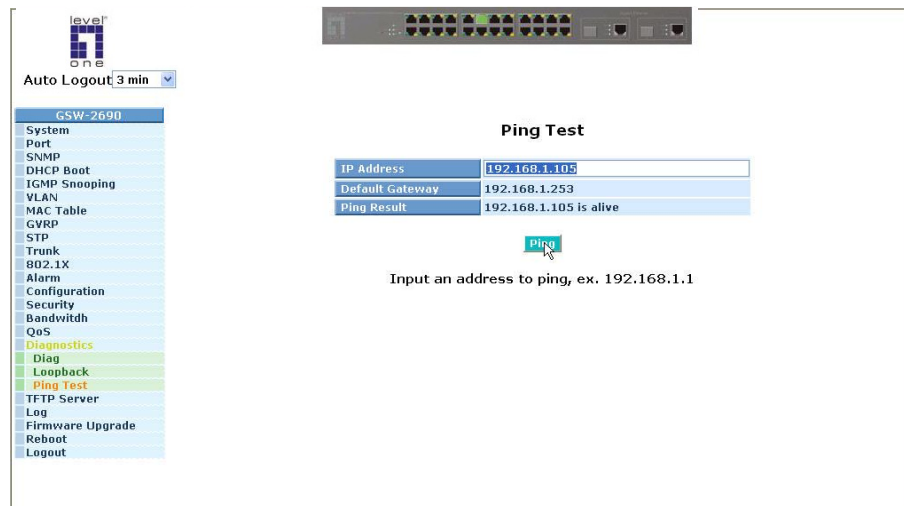 level
one
Auto Logout 3 min
GSW-2690
System
Port
SNMP
DHCP Boot
IGMP Snooping
VLAN
MAC Table
GVRP
STP
Trunk
802.1X
Alarm
Configuration
Security
Bandwitdh
QoS
Diagnostics
Diag
Loopback
Ping Test
TFTP Server
Log
Firmware Upgrade
Reboot
Logout
Ping Test
IP Address 192.168.1.105
Default Gateway 192.168.1.253
Ping Result 192.168.1.105 is alive
Ping
Input an address to ping, ex. 192.168.1.1